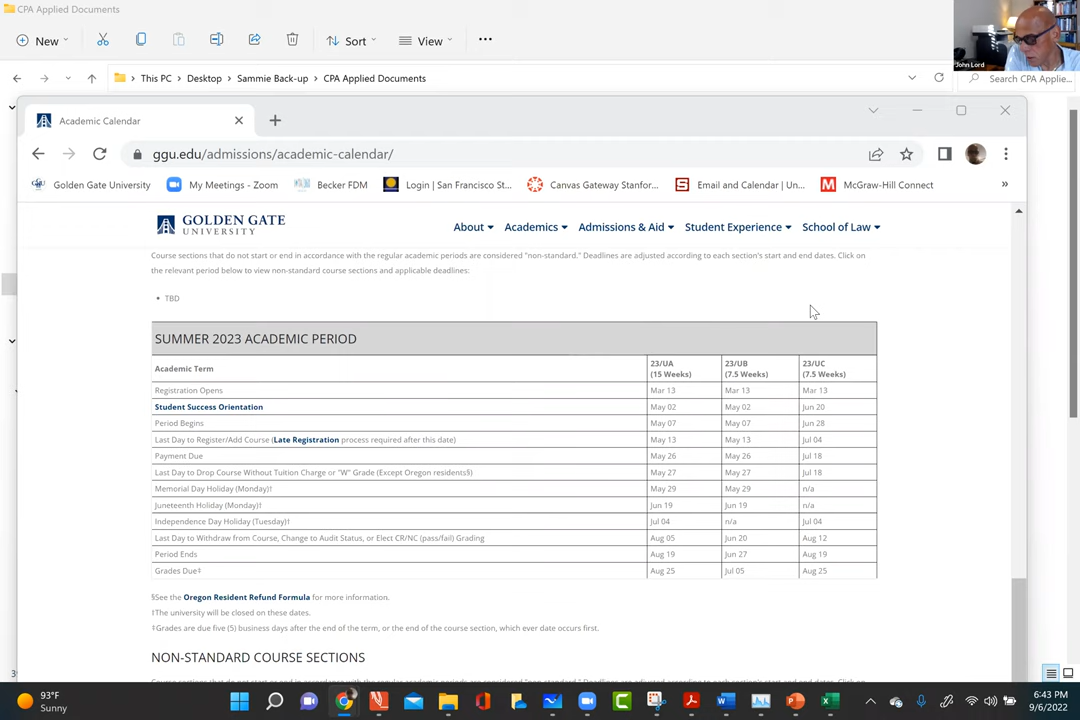 CPA Applied Documents
New
Sort
View
John Lord
This PC
Desktop
Sammie Back-up
CPA Applied Documents
Search CPA Applie...
Academic Calendar
ggu.edu/admissions/academic-calendar/
Golden Gate University
My Meetings - Zoom
Becker FDM
Login | San Francisco St...
Canvas Gateway Stanfor...
Email and Calendar | Un...
McGraw-Hill Connect
»
GOLDEN GATE
UNIVERSITY
About
Academics
Admissions & Aid
Student Experience
School of Law
Course sections that do not start or end in accordance with the regular academic periods are considered "non-standard." Deadlines are adjusted according to each section's start and end dates. Click on
the relevant period below to view non-standard course sections and applicable deadlines:
• TBD
SUMMER 2023 ACADEMIC PERIOD
Academic Term 23/UA (15 Weeks) 23/UB (7.5 Weeks) 23/UC (7.5 Weeks)
Registration Opens Mar 13 Mar 13 Mar 13
Student Success Orientation May 02 May 02 Jun 20
Period Begins May 07 May 07 Jun 28
Last Day to Register/Add Course (Late Registration process required after this date) May 13 May 13 Jul 04
Payment Due May 26 May 26 Jul 18
Last Day to Drop Course Without Tuition Charge or "W" Grade (Except Oregon residents§) May 27 May 27 Jul 18
Memorial Day Holiday (Monday)† May 29 May 29 n/a
Juneteenth Holiday (Monday)† Jun 19 Jun 19 n/a
Independence Day Holiday (Tuesday)† Jul 04 n/a Jul 04
Last Day to Withdraw from Course, Change to Audit Status, or Elect CR/NC (pass/fail) Grading Aug 05 Jun 20 Aug 12
Period Ends Aug 19 Jun 27 Aug 19
Grades Due‡ Aug 25 Jul 05 Aug 25
§See the Oregon Resident Refund Formula for more information.
†The university will be closed on these dates.
‡Grades are due five (5) business days after the end of the term, or the end of the course section, which ever date occurs first.
NON-STANDARD COURSE SECTIONS
93°F
Sunny
6:43 PM
9/6/2022